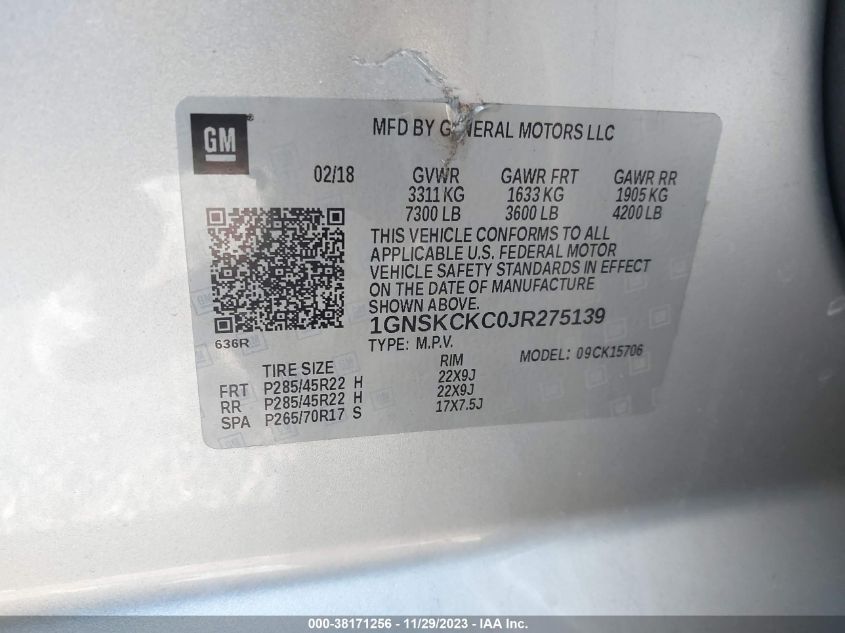 GM
MFD BY GENERAL MOTORS LLC
02/18 GVWR GAWR FRT GAWR RR
3311 KG 1633 KG 1905 KG
7300 LB 3600 LB 4200 LB
THIS VEHICLE CONFORMS TO ALL
APPLICABLE U.S. FEDERAL MOTOR
VEHICLE SAFETY STANDARDS IN EFFECT
ON THE DATE OF MANUFACTURE
SHOWN ABOVE.
1GNSKCKC0JR275139
636R
TYPE: M.P.V.
MODEL: 09CK15706
TIRE SIZE RIM
FRT P285/45R22 H 22X9J
RR P285/45R22 H 22X9J
SPA P265/70R17 S 17X7.5J
000-38171256 - 11/29/2023 - IAA Inc.